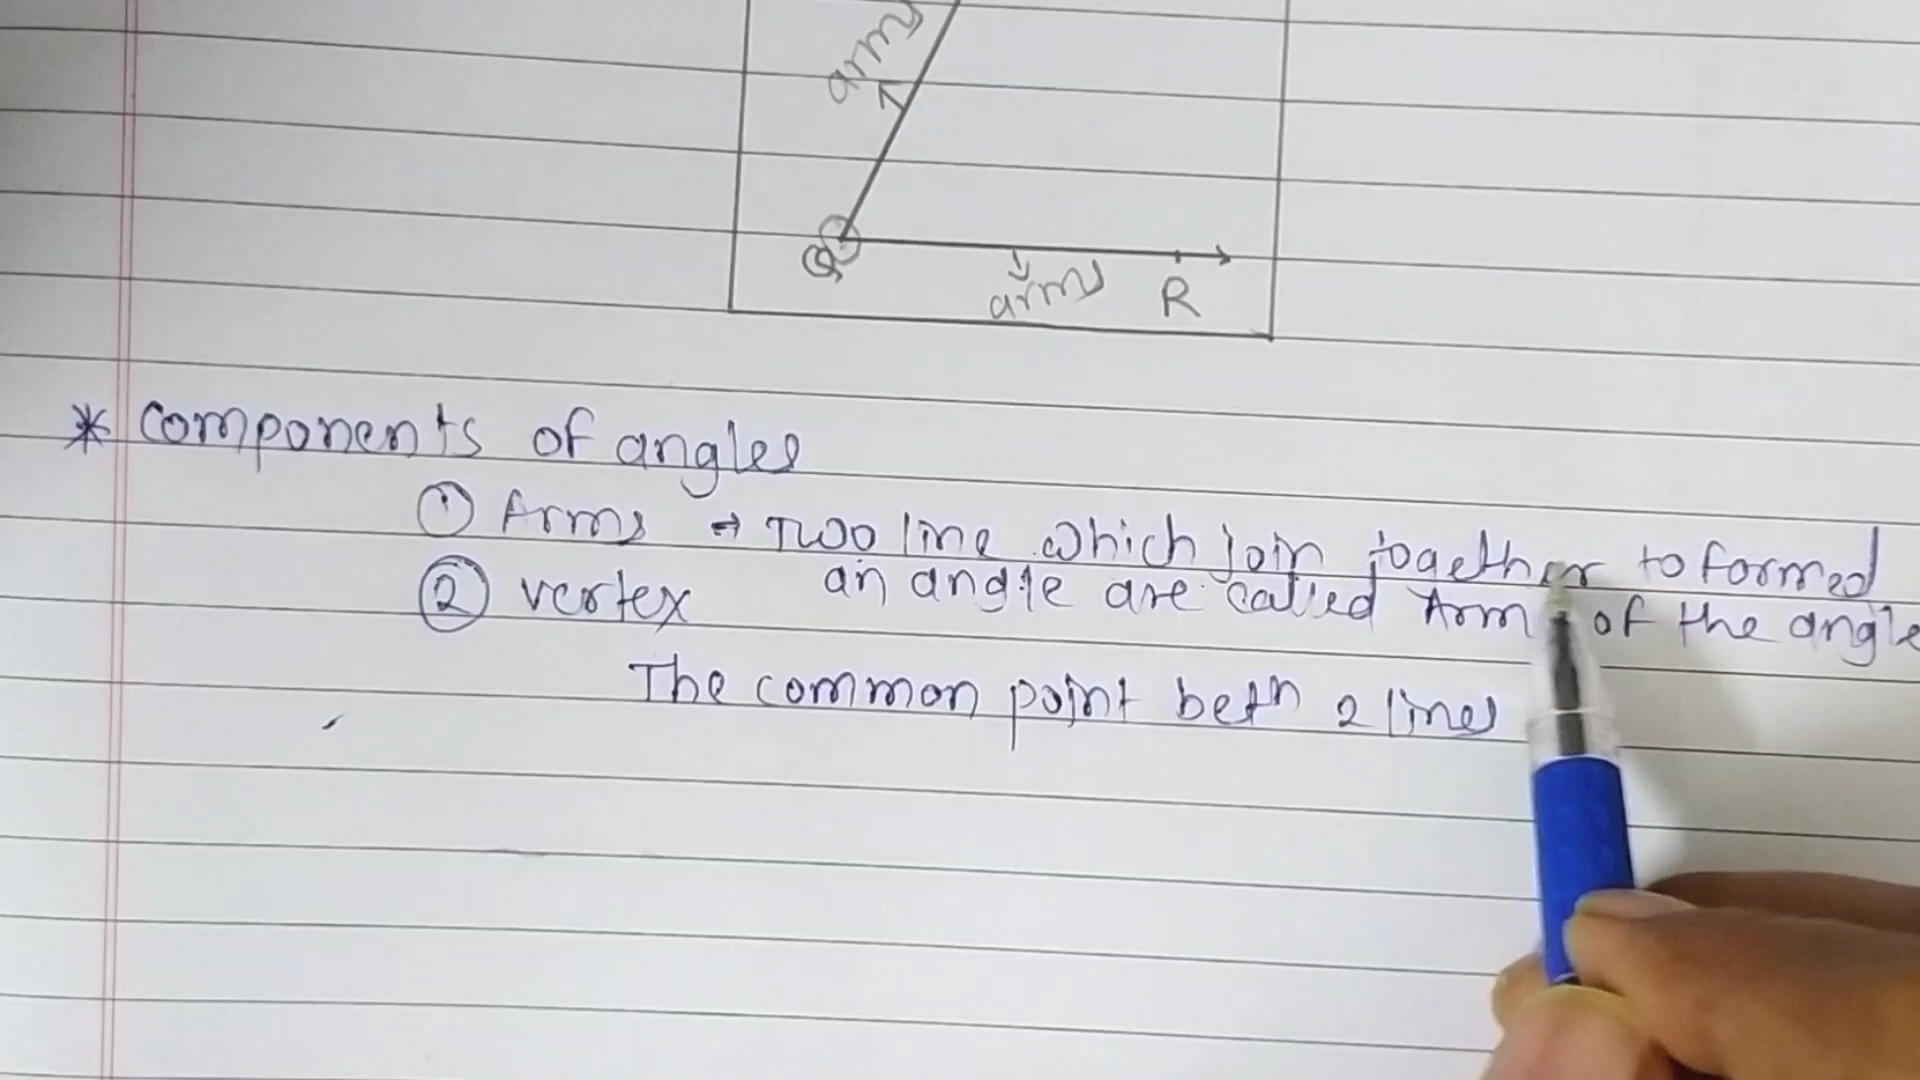 arms
Q
arms
R
* components of angles
① Arms → Two line which join together to formed
an angle are called Arm of the angle
② vertex
The common point beth 2 lines